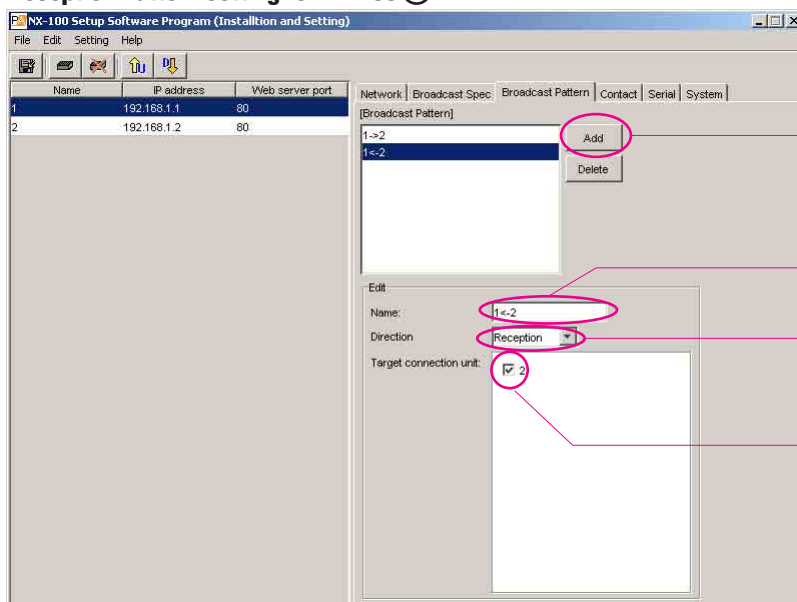 NX-100 Setup Software Program (Installtion and Setting)
File Edit Setting Help
Name IP address Web server port
1 192.168.1.1 80
2 192.168.1.2 80
Network Broadcast Spec Broadcast Pattern Contact Serial System
[Broadcast Pattern]
1->2
1<-2
Add
Delete
Edit
Name: 1<-2
Direction Reception
Target connection unit: 2